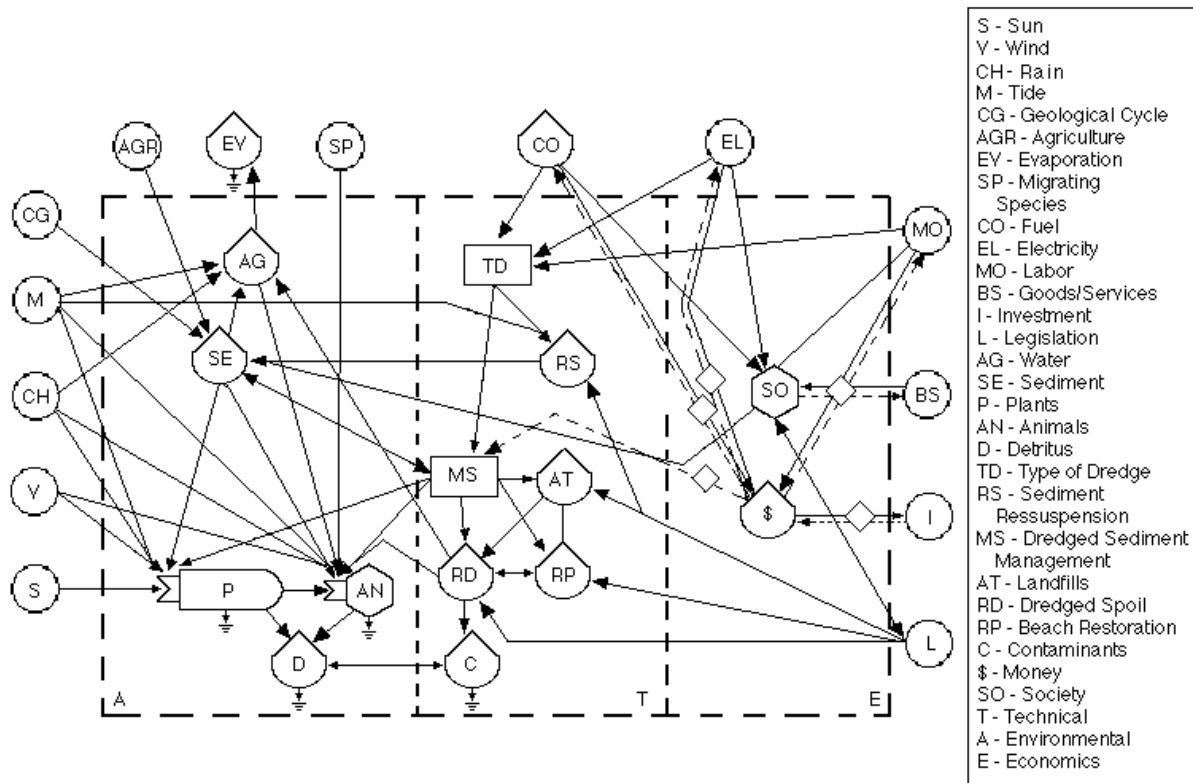 AGR
EV
SP
CO
EL
CG
MO
AG
TD
M
SE
RS
CH
SO
BS
V
MS
AT
$
I
S
P
AN
RD
RP
D
C
L
A
T
E
S - Sun
V - Wind
CH - Rain
M - Tide
CG - Geological Cycle
AGR - Agriculture
EV - Evaporation
SP - Migrating
Species
CO - Fuel
EL - Electricity
MO - Labor
BS - Goods/Services
I - Investment
L - Legislation
AG - Water
SE - Sediment
P - Plants
AN - Animals
D - Detritus
TD - Type of Dredge
RS - Sediment
Ressuspension
MS - Dredged Sediment
Management
AT - Landfills
RD - Dredged Spoil
RP - Beach Restoration
C - Contaminants
$ - Money
SO - Society
T - Technical
A - Environmental
E - Economics